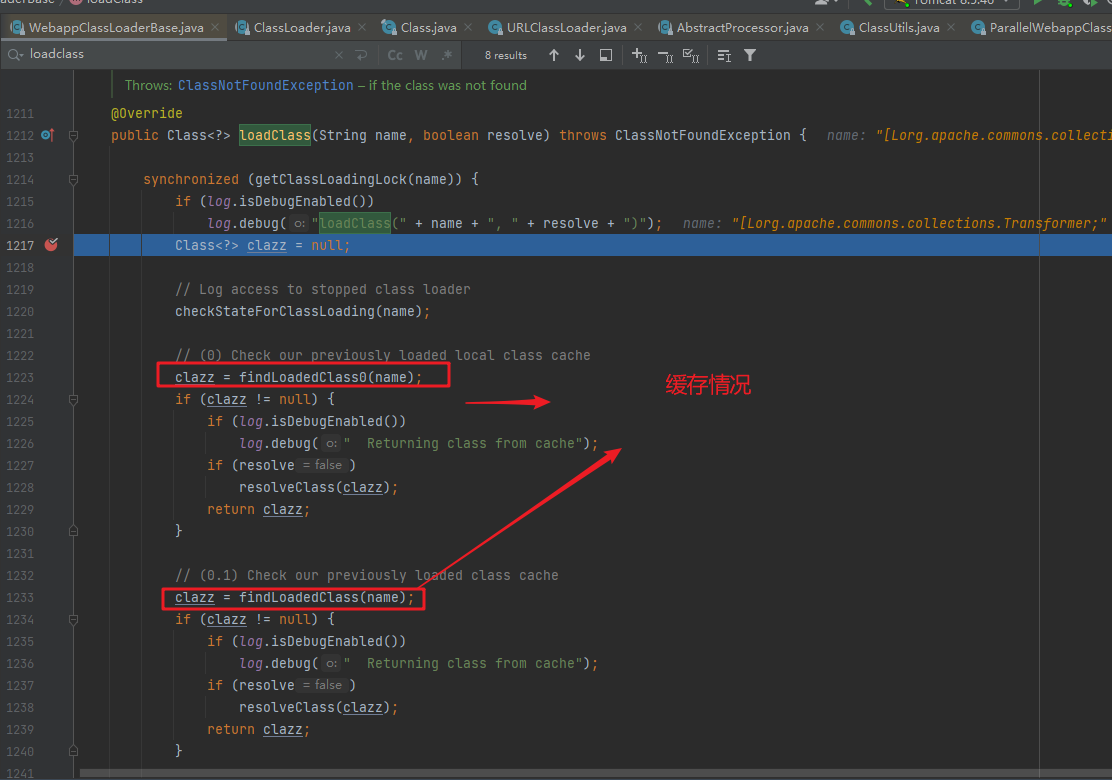 loadClass
Tomcat 8.5.40
WebappClassLoaderBase.java × ClassLoader.java × Class.java × URLClassLoader.java × AbstractProcessor.java × ClassUtils.java × ParallelWebappClass
loadclass × Cc W .* 8 results
Throws: ClassNotFoundException – if the class was not found
1211 @Override
1212 public Class<?> loadClass(String name, boolean resolve) throws ClassNotFoundException { name: "[Lorg.apache.commons.collecti
1213
1214 synchronized (getClassLoadingLock(name)) {
1215 if (log.isDebugEnabled())
1216 log.debug( o: "loadClass(" + name + ", " + resolve + ")"); name: "[Lorg.apache.commons.collections.Transformer;"
1217 Class<?> clazz = null;
1218
1219 // Log access to stopped class loader
1220 checkStateForClassLoading(name);
1221
1222 // (0) Check our previously loaded local class cache
1223 clazz = findLoadedClass0(name);
缓存情况
1224 if (clazz != null) {
1225 if (log.isDebugEnabled())
1226 log.debug( o: "  Returning class from cache");
1227 if (resolve = false )
1228 resolveClass(clazz);
1229 return clazz;
1230 }
1231
1232 // (0.1) Check our previously loaded class cache
1233 clazz = findLoadedClass(name);
1234 if (clazz != null) {
1235 if (log.isDebugEnabled())
1236 log.debug( o: "  Returning class from cache");
1237 if (resolve = false )
1238 resolveClass(clazz);
1239 return clazz;
1240 }
1241